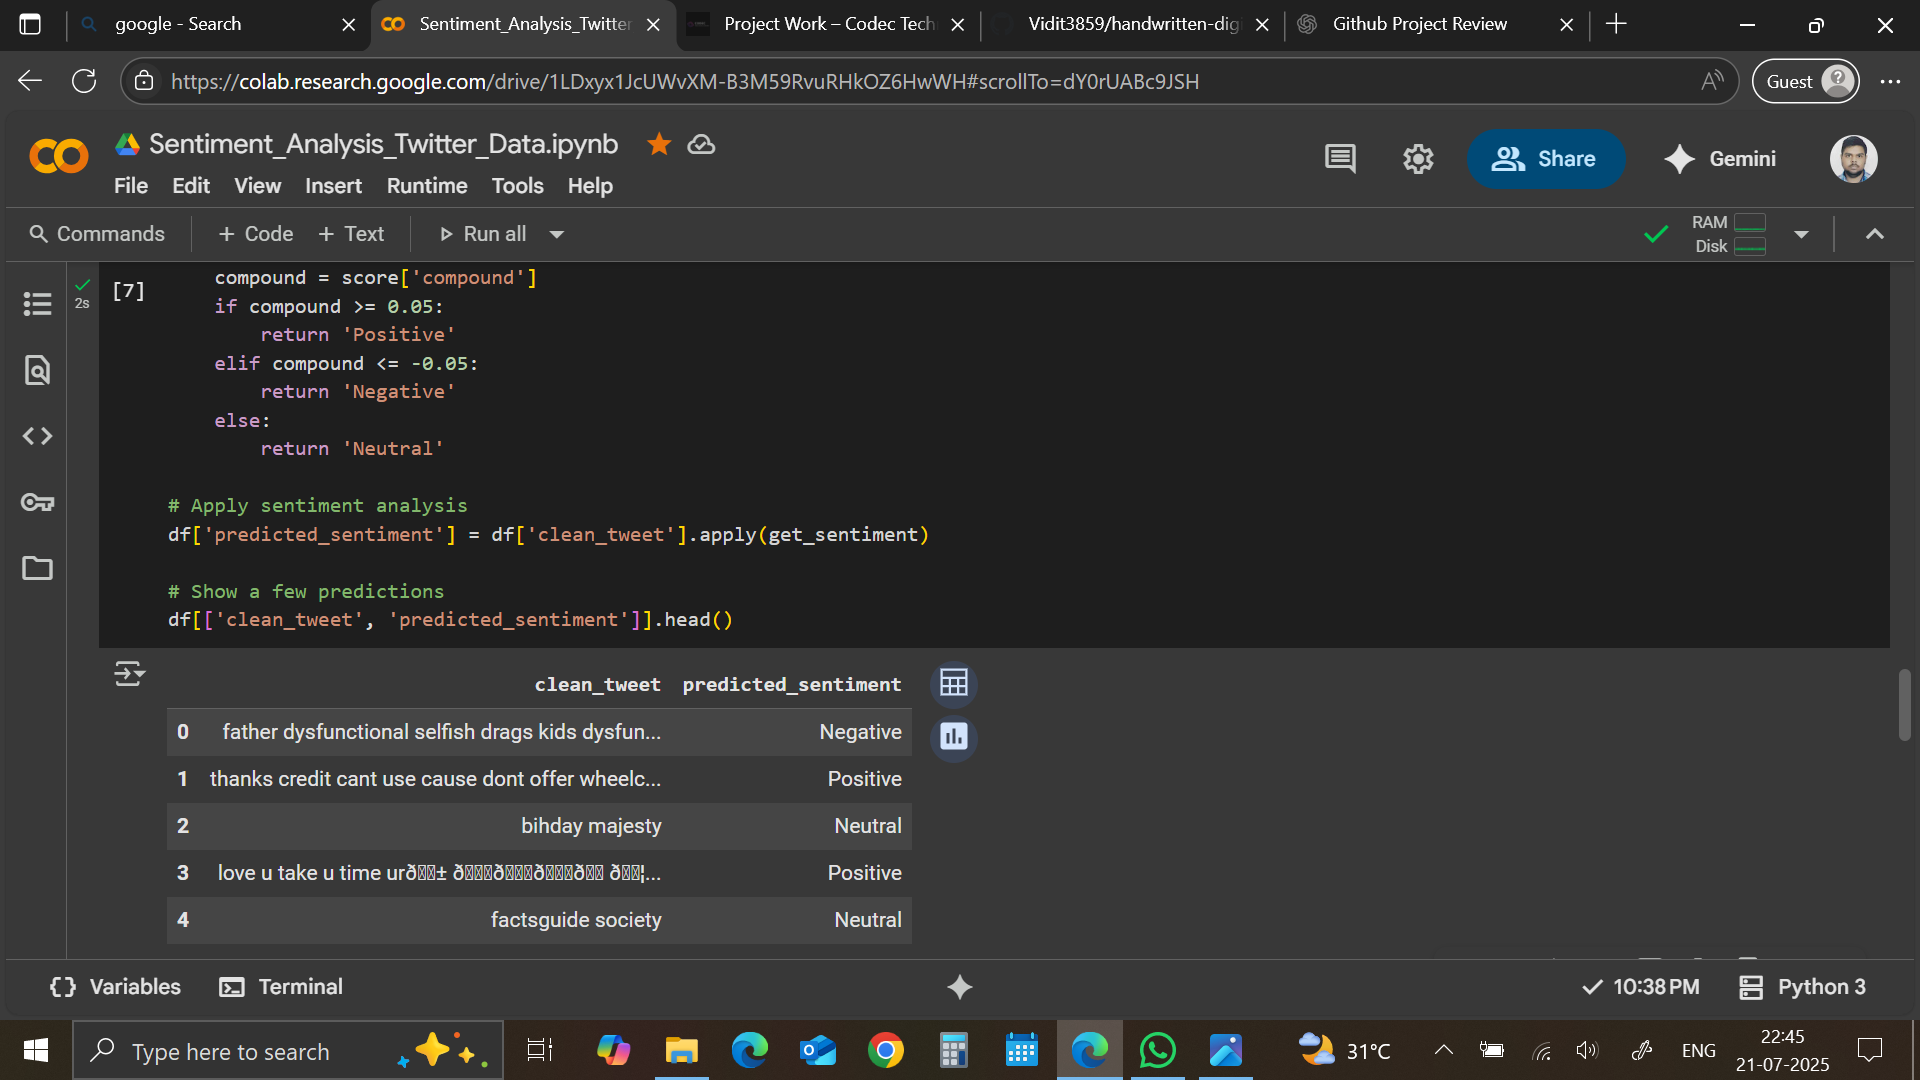 google - Search
Sentiment_Analysis_Twitter
Project Work – Codec Tech
Vidit3859/handwritten-digi
Github Project Review
https://colab.research.google.com/drive/1LDxyx1JcUWvXM-B3M59RvuRHkOZ6HwWH#scrollTo=dY0rUABc9JSH
Guest
Sentiment_Analysis_Twitter_Data.ipynb
Share
Gemini
File Edit View Insert Runtime Tools Help
Commands + Code + Text Run all
RAM
Disk
[7]
2s
compound = score['compound']
if compound >= 0.05:
return 'Positive'
elif compound <= -0.05:
return 'Negative'
else:
return 'Neutral'
# Apply sentiment analysis
df['predicted_sentiment'] = df['clean_tweet'].apply(get_sentiment)
# Show a few predictions
df[['clean_tweet', 'predicted_sentiment']].head()
clean_tweet predicted_sentiment
0 father dysfunctional selfish drags kids dysfun... Negative
1 thanks credit cant use cause dont offer wheelc... Positive
2 bihday majesty Neutral
3 love u take u time ur Positive
4 factsguide society Neutral
Variables Terminal
10:38 PM Python 3
Type here to search
31°C
ENG
22:45
21-07-2025